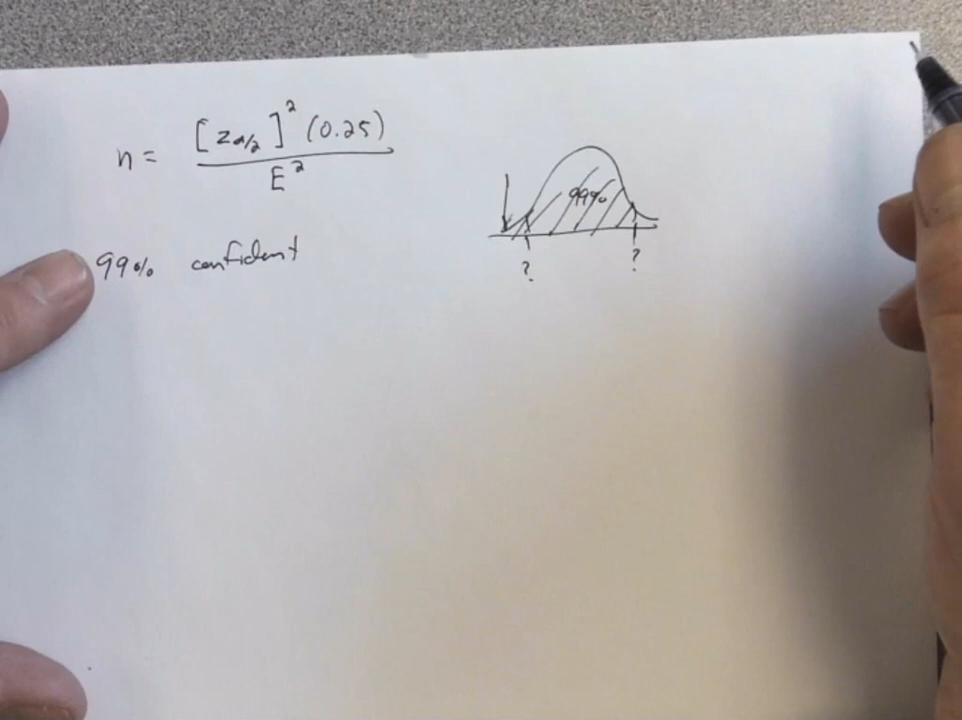 n = [zα/2]² (0.25)
E²
99% confident
99%
? ?